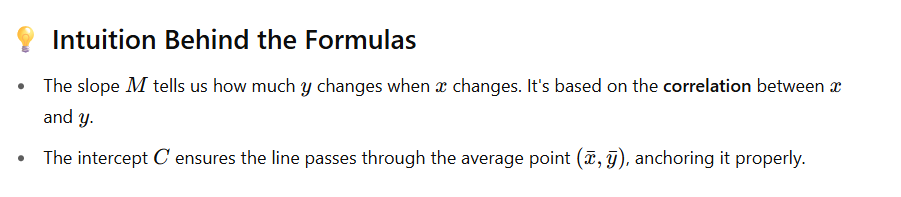 💡 Intuition Behind the Formulas
• The slope M tells us how much y changes when x changes. It's based on the correlation between x
and y.
• The intercept C ensures the line passes through the average point (x̄, ȳ), anchoring it properly.